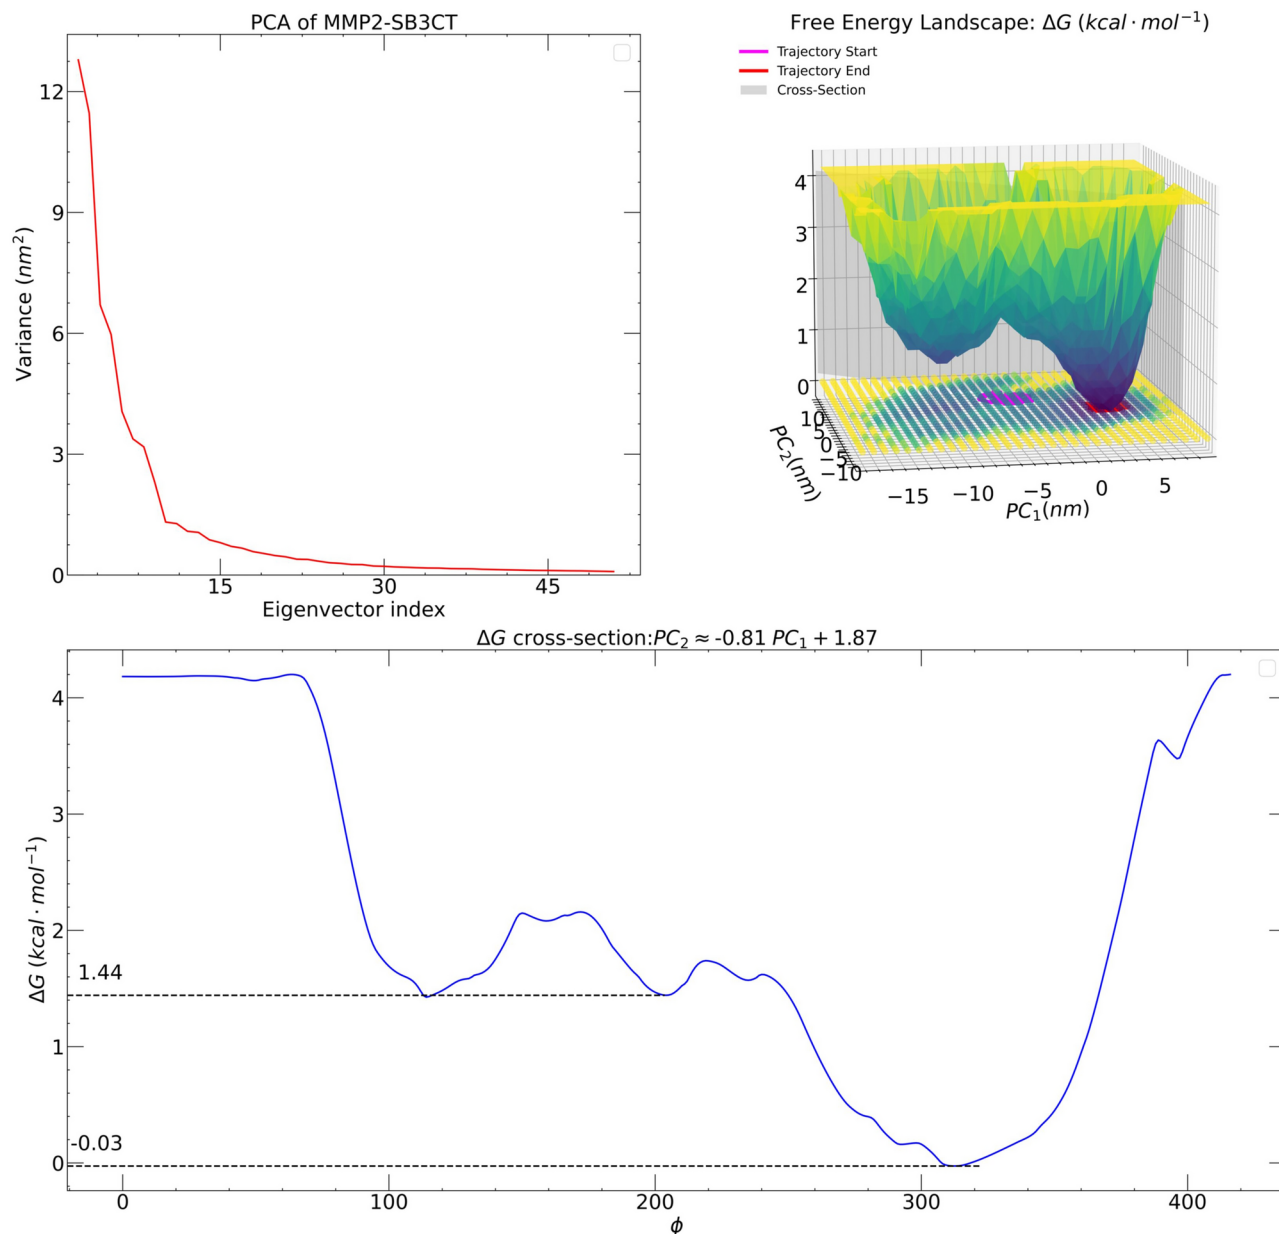 PCA of MMP2-SB3CT
12
9
6
3
0
Variance (nm²)
15
30
45
Eigenvector index
Free Energy Landscape: ΔG (kcal · mol⁻¹)
Trajectory Start
Trajectory End
Cross-Section
4
3
2
1
0
10
5
0
−5
−10
PC₂(nm)
−15
−10
−5
0
5
PC₁(nm)
ΔG cross-section:PC₂ ≈ -0.81 PC₁ + 1.87
4
3
2
1.44
1
-0.03
0
ΔG (kcal · mol⁻¹)
0
100
200
300
400
ϕ